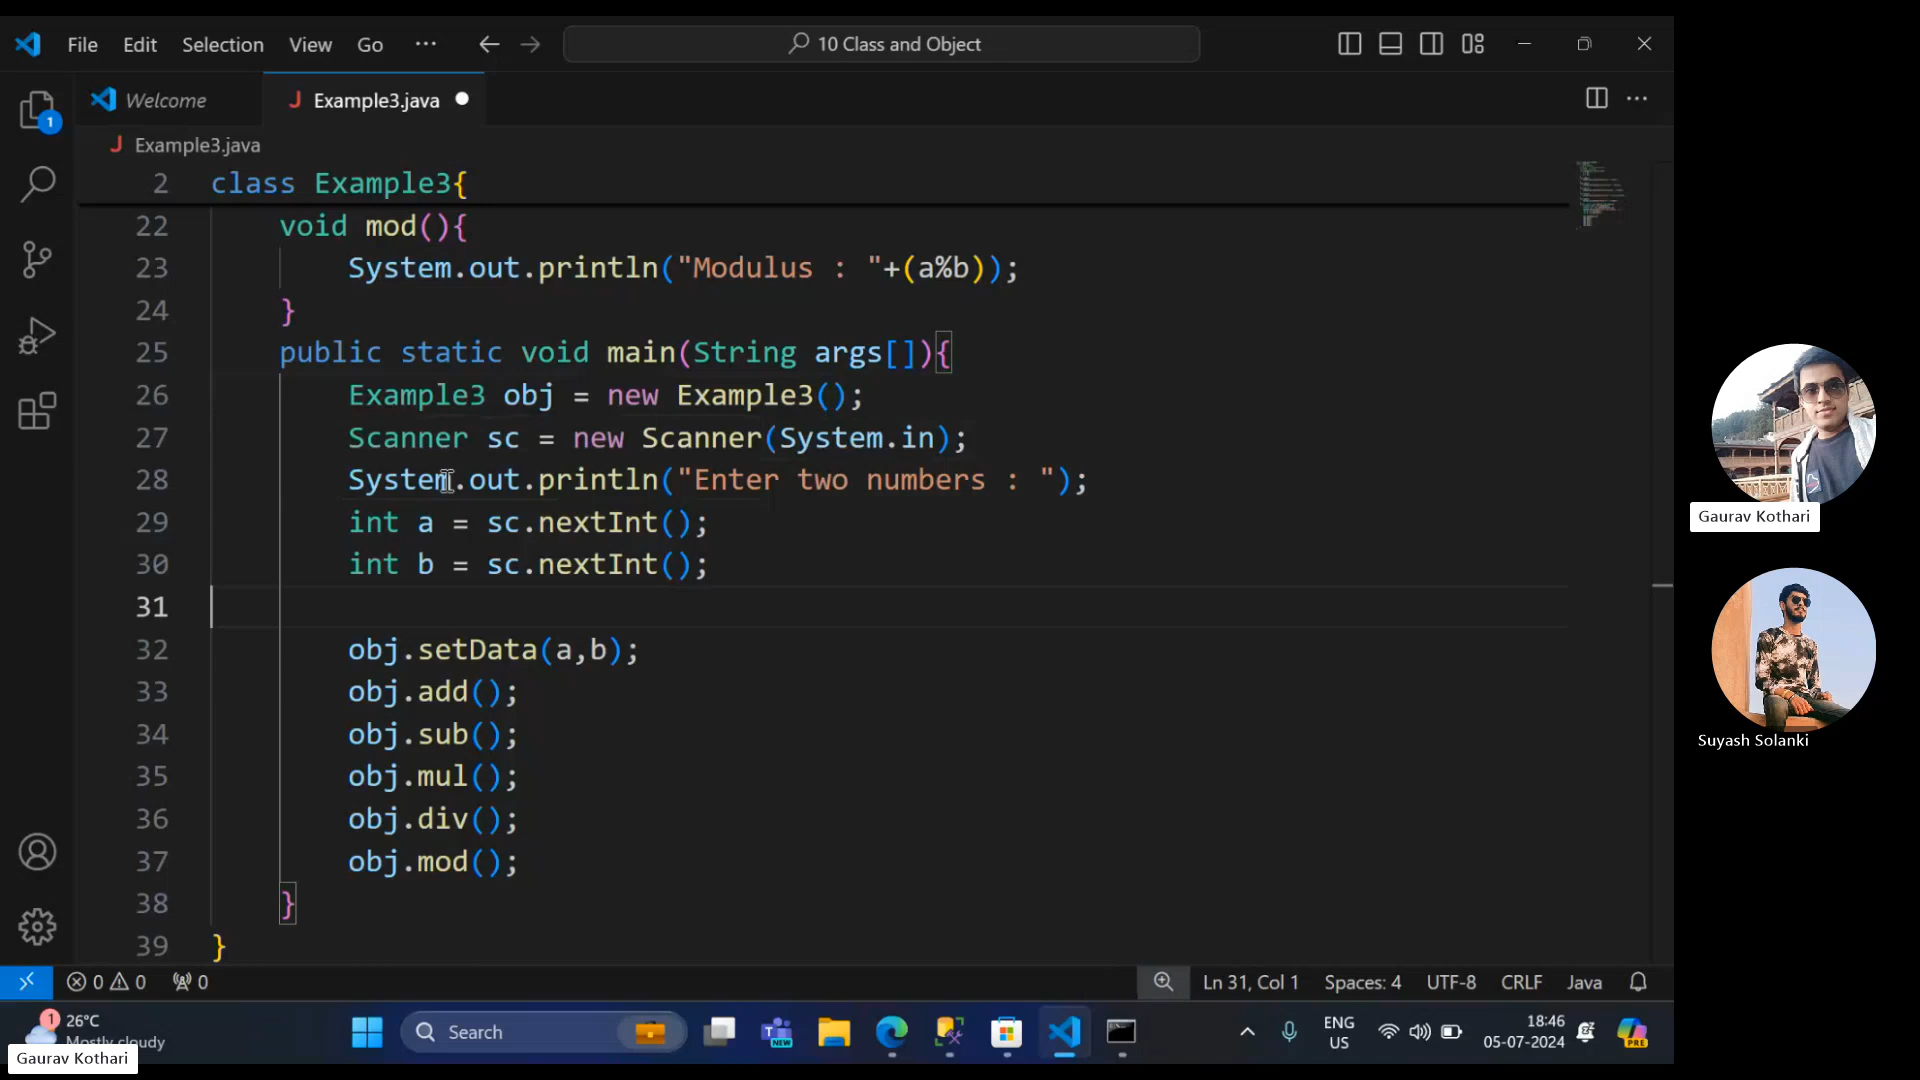 File Edit Selection View Go ··· 10 Class and Object
Welcome Example3.java
Example3.java
2 class Example3{
22 void mod(){
23 System.out.println("Modulus : "+(a%b));
24 }
25 public static void main(String args[]){
26 Example3 obj = new Example3();
27 Scanner sc = new Scanner(System.in);
28 System.out.println("Enter two numbers : ");
29 int a = sc.nextInt();
30 int b = sc.nextInt();
31
32 obj.setData(a,b);
33 obj.add();
34 obj.sub();
35 obj.mul();
36 obj.div();
37 obj.mod();
38 }
39 }
1
0 0 0 Ln 31, Col 1 Spaces: 4 UTF-8 CRLF Java
1
26°C
Mostly cloudy
Search
NEW
ENG
US
18:46
05-07-2024
PRE
Gaurav Kothari
Gaurav Kothari
Suyash Solanki